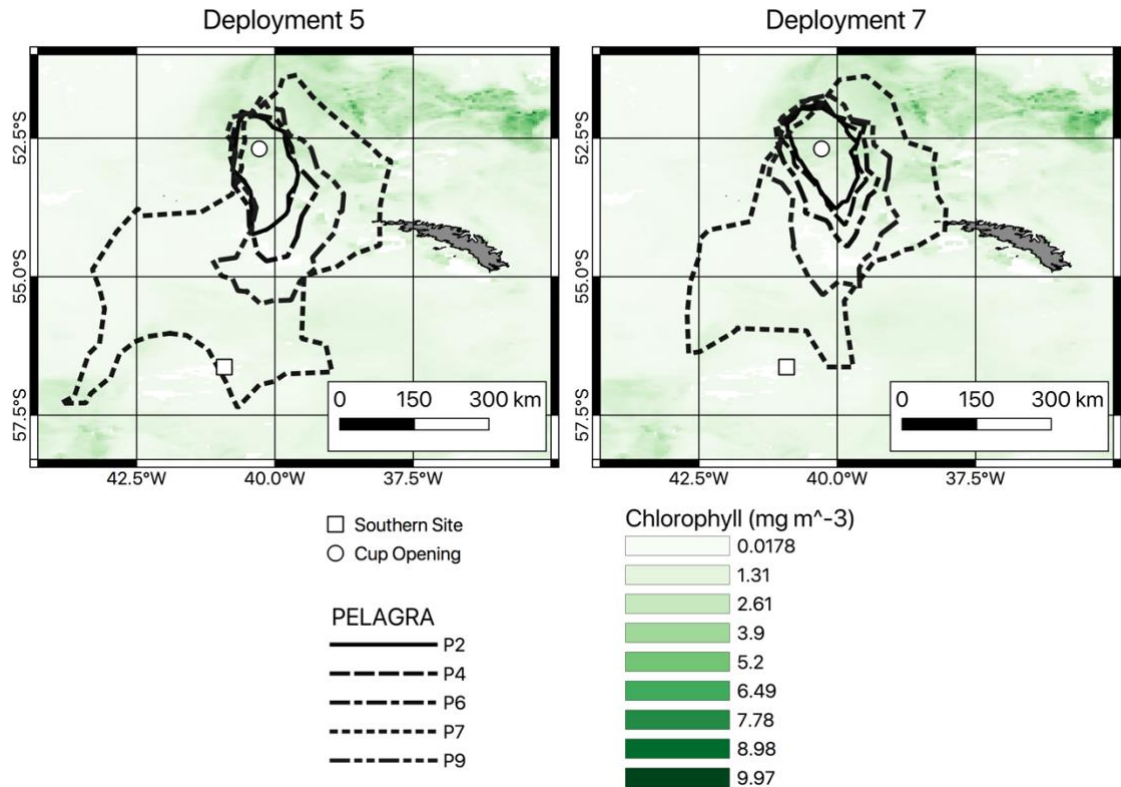 Deployment 5
Deployment 7
52.5°S
55.0°S
57.5°S
0 150 300 km
42.5°W 40.0°W 37.5°W
52.5°S
55.0°S
57.5°S
0 150 300 km
42.5°W 40.0°W 37.5°W
Southern Site
Cup Opening
PELAGRA
P2
P4
P6
P7
P9
Chlorophyll (mg m^-3)
0.0178
1.31
2.61
3.9
5.2
6.49
7.78
8.98
9.97